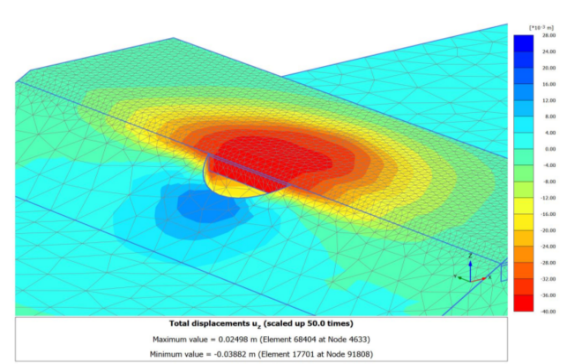 [*10⁻³ m]
28.00
24.00
20.00
16.00
12.00
8.00
4.00
0.00
-4.00
-8.00
-12.00
-16.00
-20.00
-24.00
-28.00
-32.00
-36.00
-40.00
Z
Y
X
Total displacements u_z (scaled up 50.0 times)
Maximum value = 0.02498 m (Element 68404 at Node 4633)
Minimum value = -0.03882 m (Element 17701 at Node 91808)